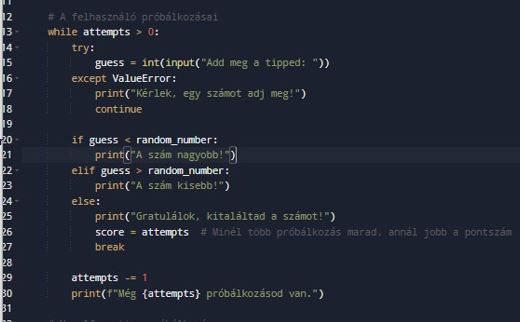 12 # A felhasználó próbálkozásai
13 while attempts > 0:
14 try:
15 guess = int(input("Add meg a tipped: "))
16 except ValueError:
17 print("Kérlek, egy számot adj meg!")
18 continue
19
20 if guess < random_number:
21 print("A szám nagyobb!")
22 elif guess > random_number:
23 print("A szám kisebb!")
24 else:
25 print("Gratulálok, kitaláltad a számot!")
26 score = attempts # Minél több próbálkozás marad, annál jobb a pontszám
27 break
28
29 attempts -= 1
30 print(f"Még {attempts} próbálkozásod van.")
31